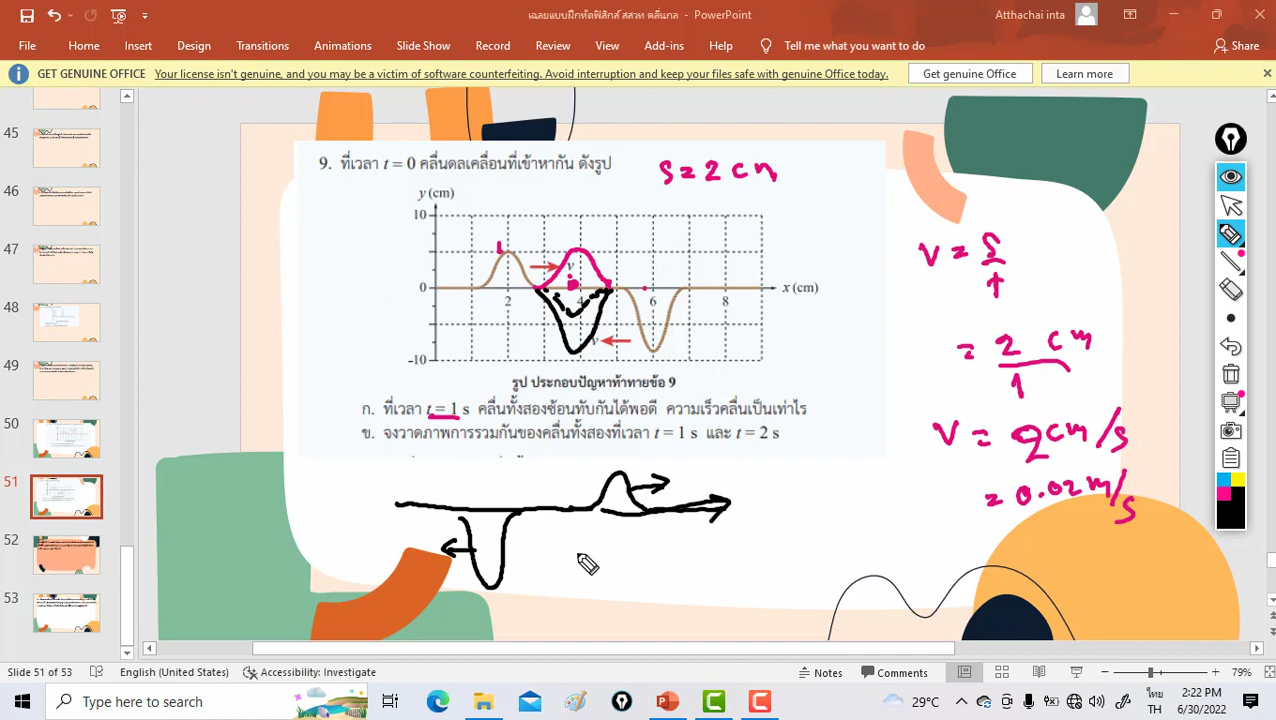 เฉลยแบบฝึกหัดฟิสิกส์ สสวท คลื่นกล - PowerPoint
Atthachai inta
File Home Insert Design Transitions Animations Slide Show Record Review View Add-ins Help Tell me what you want to do Share
GET GENUINE OFFICE Your license isn't genuine, and you may be a victim of software counterfeiting. Avoid interruption and keep your files safe with genuine Office today. Get genuine Office Learn more
45
46
47
48
49
50
51
52
53
9. ที่เวลา t = 0 คลื่นดลเคลื่อนที่เข้าหากัน ดังรูป
S = 2 cm
y (cm)
10
0
-10
2 4 6 8
x (cm)
v
v
รูป ประกอบปัญหาท้าทายข้อ 9
ก. ที่เวลา t = 1 s คลื่นทั้งสองซ้อนทับกันได้พอดี ความเร็วคลื่นเป็นเท่าไร
ข. จงวาดภาพการรวมกันของคลื่นทั้งสองที่เวลา t = 1 s และ t = 2 s
v = s/t
= 2 cm/1
v = 2 cm/s
= 0.02 m/s
Slide 51 of 53 English (United States) Accessibility: Investigate Notes Comments 79%
Type here to search
29°C
ไทย
TH
2:22 PM
6/30/2022